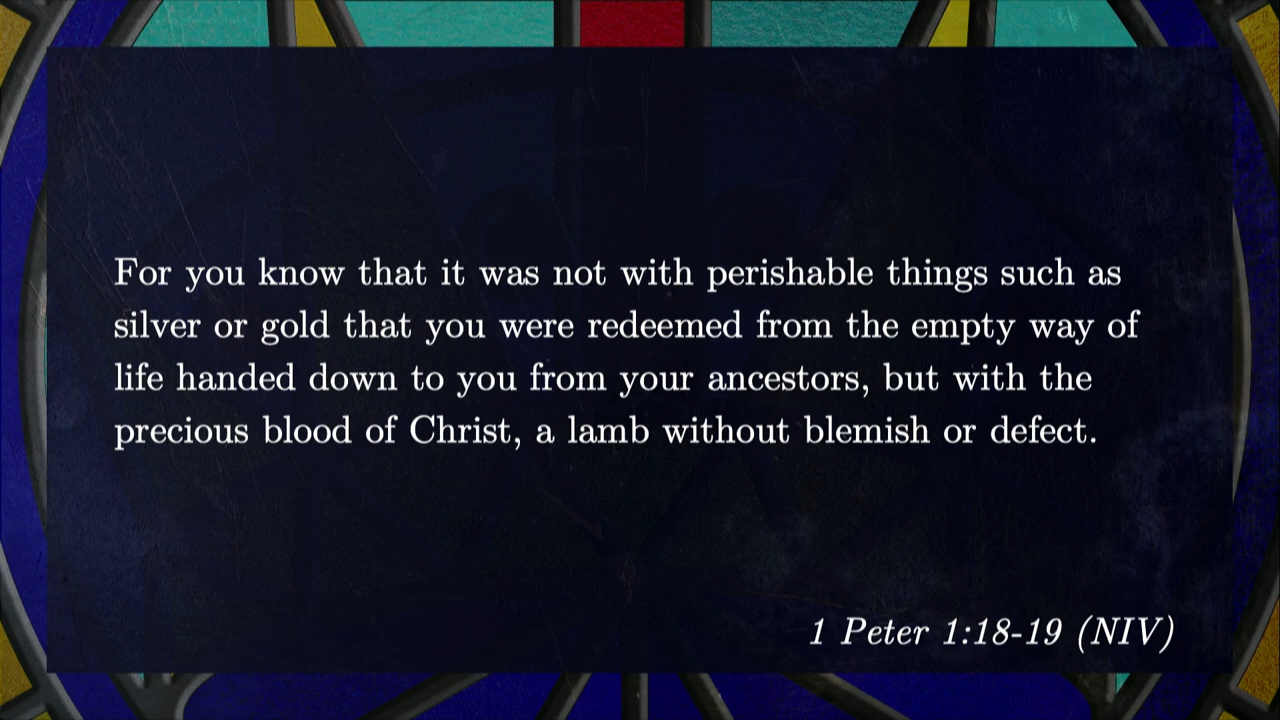 For you know that it was not with perishable things such as
silver or gold that you were redeemed from the empty way of
life handed down to you from your ancestors, but with the
precious blood of Christ, a lamb without blemish or defect.
1 Peter 1:18-19 (NIV)